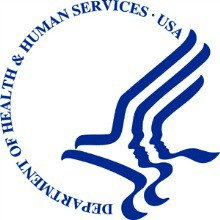 DEPARTMENT OF HEALTH & HUMAN SERVICES · USA